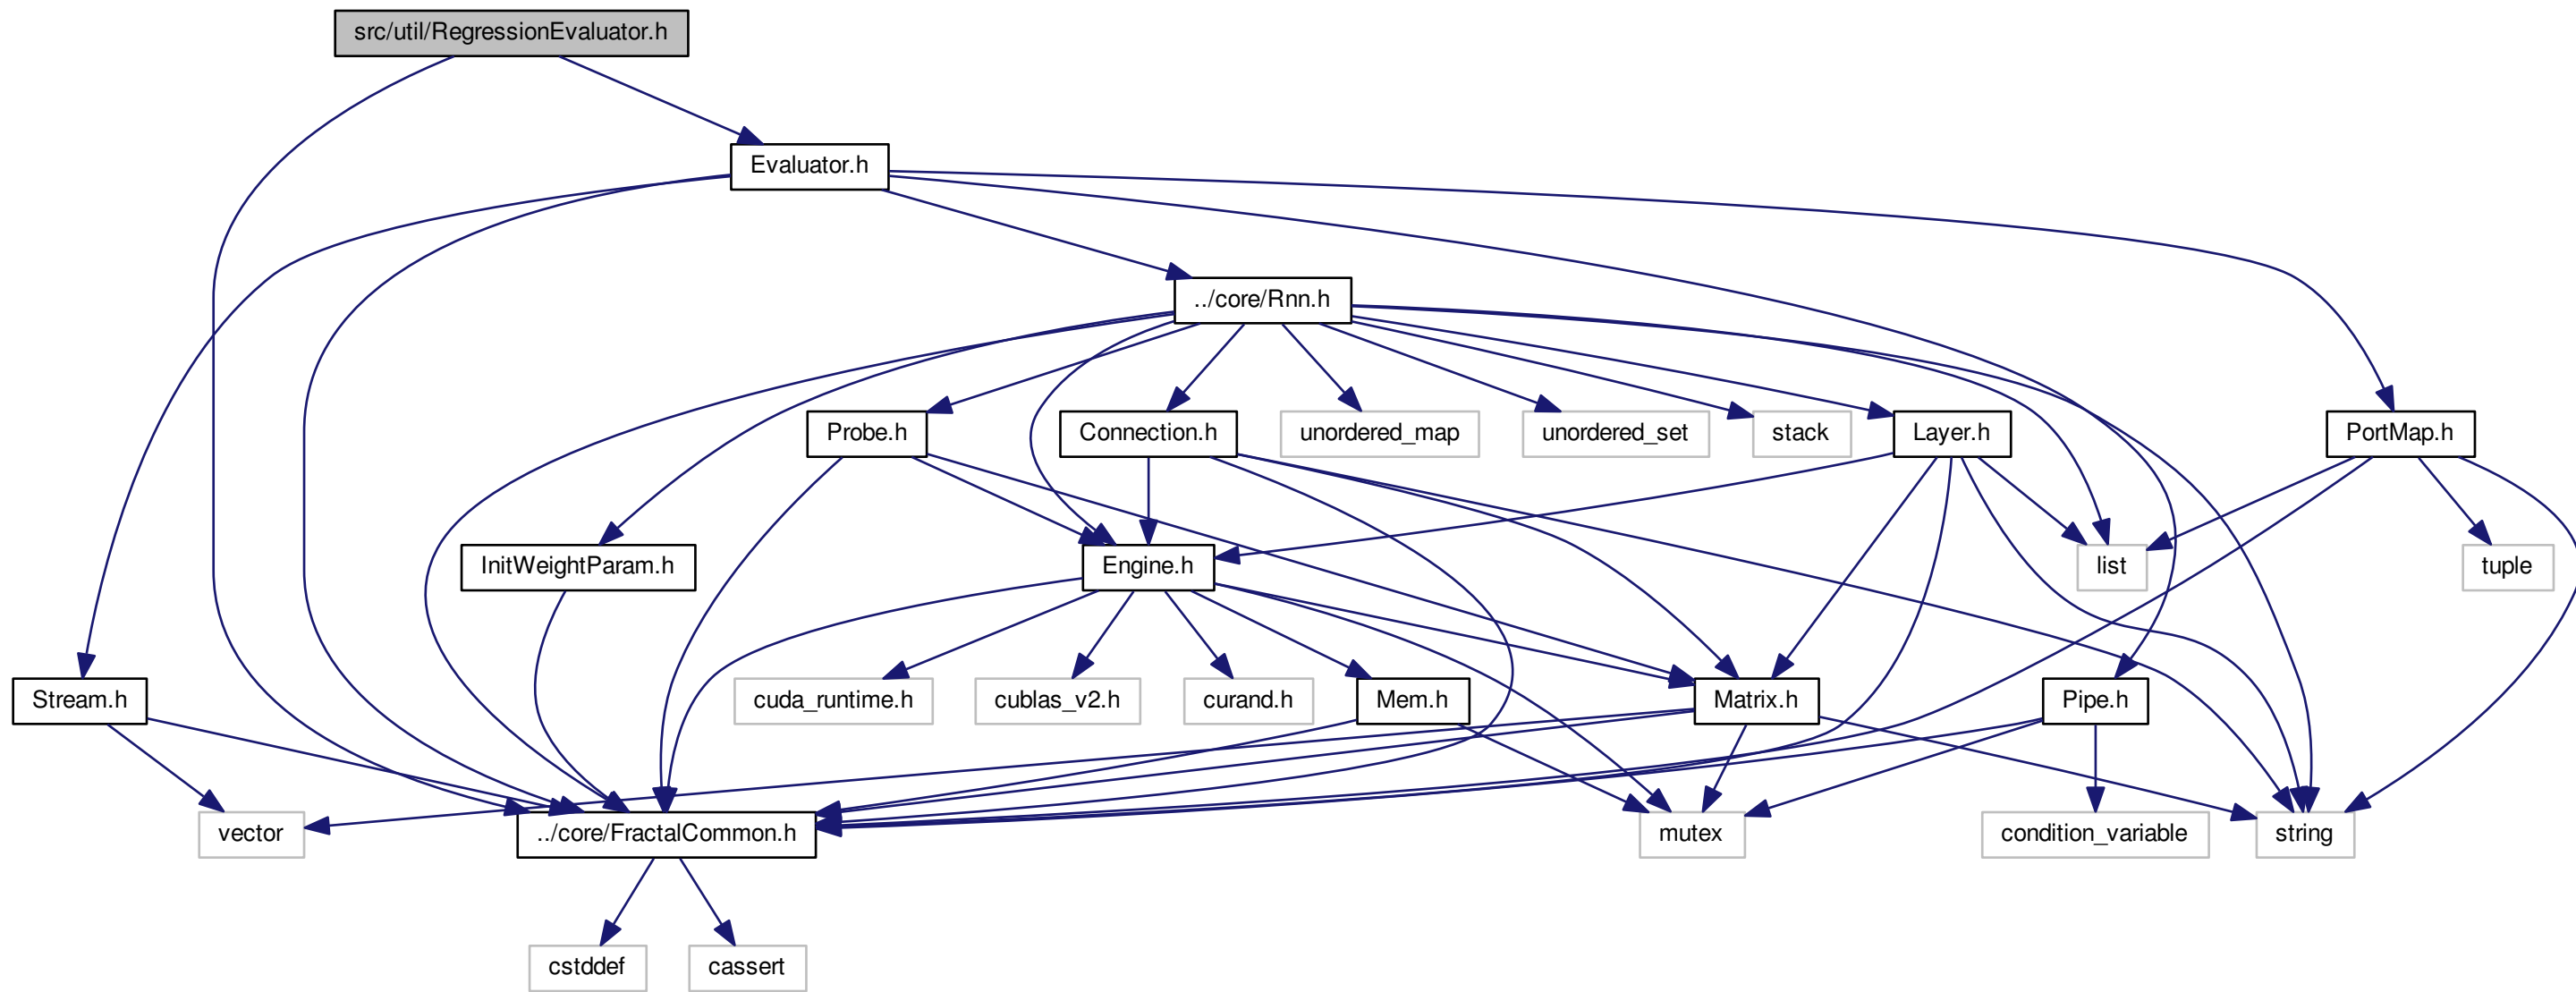 src/util/RegressionEvaluator.h
Evaluator.h
../core/Rnn.h
Probe.h
Connection.h
unordered_map
unordered_set
stack
Layer.h
PortMap.h
InitWeightParam.h
Engine.h
list
tuple
Stream.h
cuda_runtime.h
cublas_v2.h
curand.h
Mem.h
Matrix.h
Pipe.h
vector
../core/FractalCommon.h
mutex
condition_variable
string
cstddef
cassert